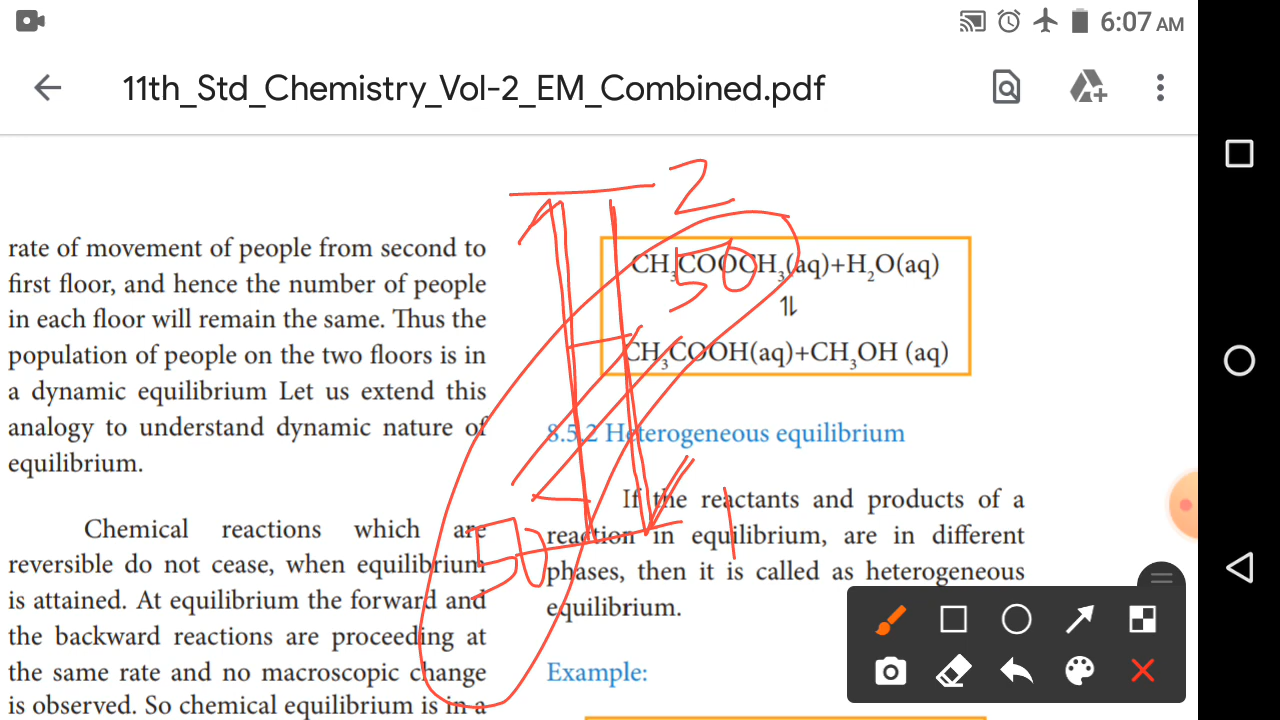 6:07 AM
11th_Std_Chemistry_Vol-2_EM_Combined.pdf
rate of movement of people from second to
first floor, and hence the number of people
in each floor will remain the same. Thus the
population of people on the two floors is in
a dynamic equilibrium Let us extend this
analogy to understand dynamic nature of
equilibrium.
Chemical reactions which are
reversible do not cease, when equilibrium
is attained. At equilibrium the forward and
the backward reactions are proceeding at
the same rate and no macroscopic change
is observed. So chemical equilibrium is in a
2
50
CH₃COOCH₃(aq)+H₂O(aq)
⇌
CH₃COOH(aq)+CH₃OH (aq)
8.5.2 Heterogeneous equilibrium
If the reactants and products of a
reaction in equilibrium, are in different
phases, then it is called as heterogeneous
equilibrium.
1
50
Example: